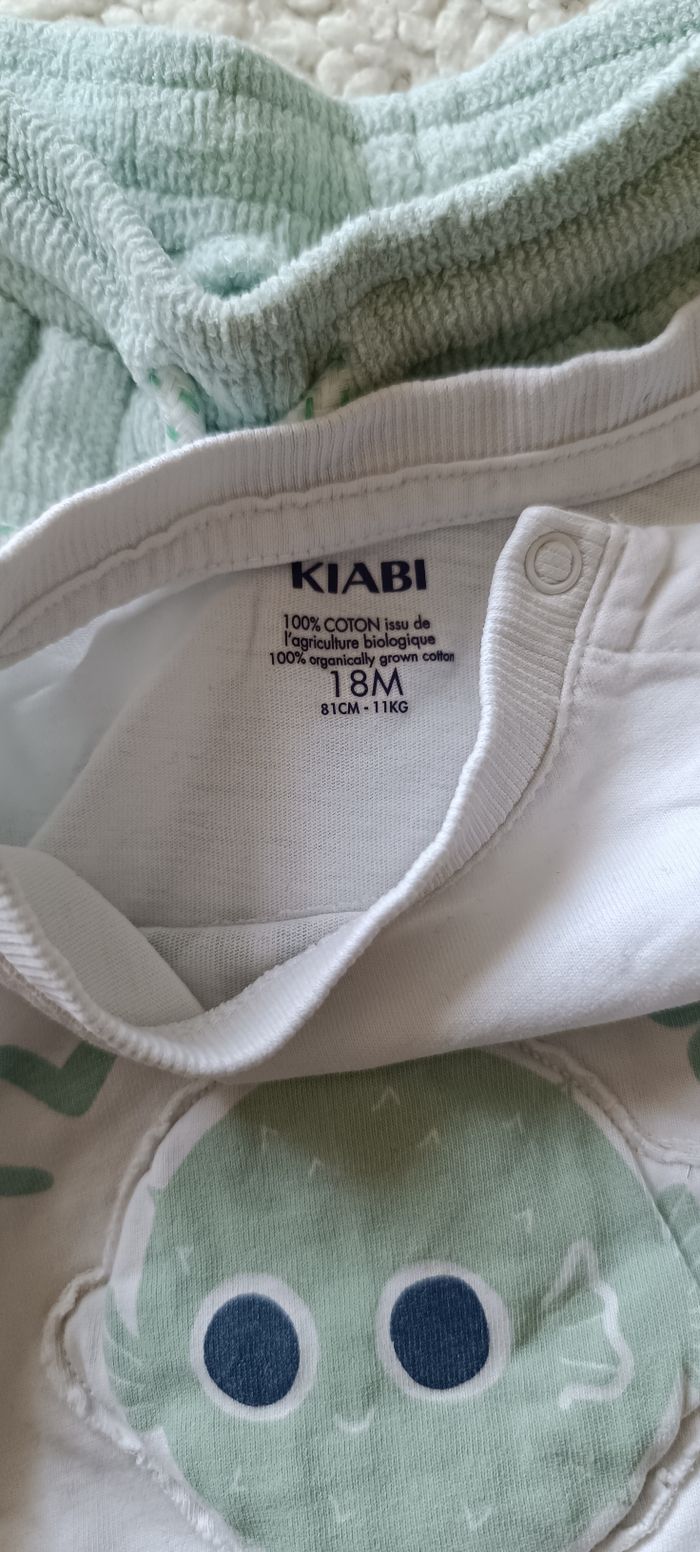 KIABI
100% COTON issu de
l'agriculture biologique
100% organically grown cotton
18M
81CM - 11KG